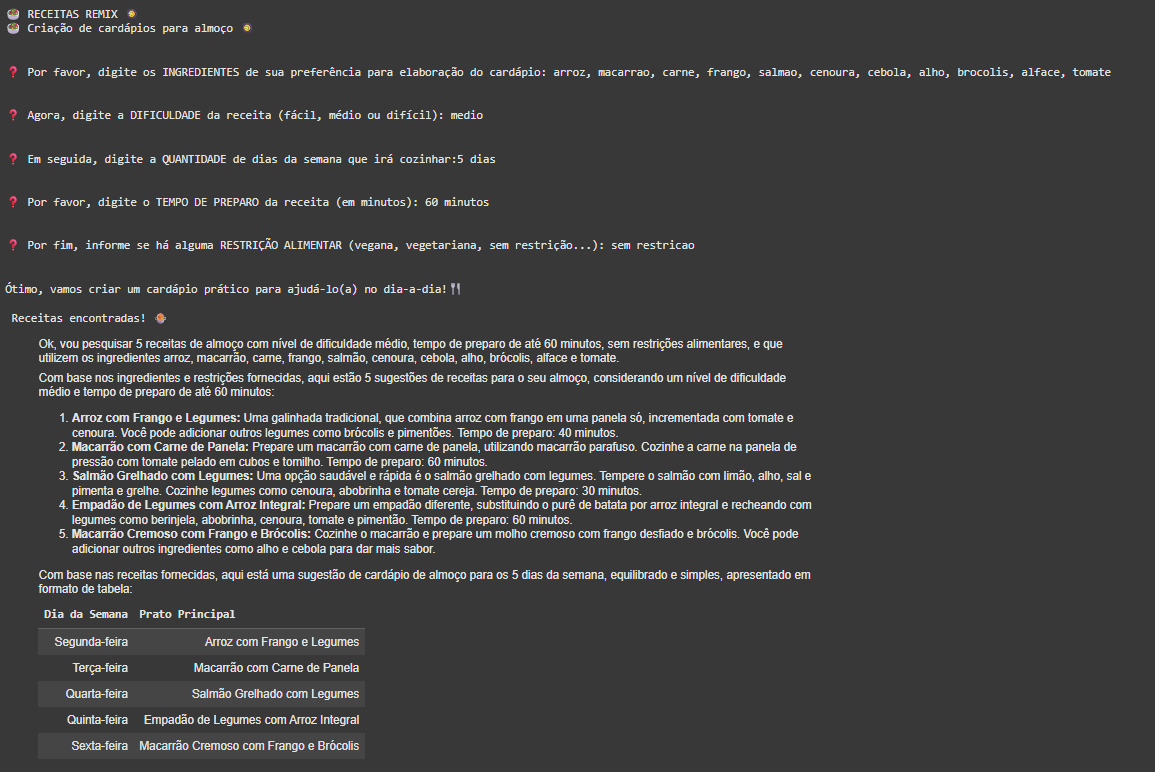 🍲 RECEITAS REMIX 🍳
🍲 Criação de cardápios para almoço 🍳
❓ Por favor, digite os INGREDIENTES de sua preferência para elaboração do cardápio: arroz, macarrao, carne, frango, salmao, cenoura, cebola, alho, brocolis, alface, tomate
❓ Agora, digite a DIFICULDADE da receita (fácil, médio ou difícil): medio
❓ Em seguida, digite a QUANTIDADE de dias da semana que irá cozinhar:5 dias
❓ Por favor, digite o TEMPO DE PREPARO da receita (em minutos): 60 minutos
❓ Por fim, informe se há alguma RESTRIÇÃO ALIMENTAR (vegana, vegetariana, sem restrição...): sem restricao
Ótimo, vamos criar um cardápio prático para ajudá-lo(a) no dia-a-dia!🍴
Receitas encontradas! 🍛
Ok, vou pesquisar 5 receitas de almoço com nível de dificuldade médio, tempo de preparo de até 60 minutos, sem restrições alimentares, e que
utilizem os ingredientes arroz, macarrão, carne, frango, salmão, cenoura, cebola, alho, brócolis, alface e tomate.
Com base nos ingredientes e restrições fornecidas, aqui estão 5 sugestões de receitas para o seu almoço, considerando um nível de dificuldade
médio e tempo de preparo de até 60 minutos:
1. Arroz com Frango e Legumes: Uma galinhada tradicional, que combina arroz com frango em uma panela só, incrementada com tomate e
cenoura. Você pode adicionar outros legumes como brócolis e pimentões. Tempo de preparo: 40 minutos.
2. Macarrão com Carne de Panela: Prepare um macarrão com carne de panela, utilizando macarrão parafuso. Cozinhe a carne na panela de
pressão com tomate pelado em cubos e tomilho. Tempo de preparo: 60 minutos.
3. Salmão Grelhado com Legumes: Uma opção saudável e rápida é o salmão grelhado com legumes. Tempere o salmão com limão, alho, sal e
pimenta e grelhe. Cozinhe legumes como cenoura, abobrinha e tomate cereja. Tempo de preparo: 30 minutos.
4. Empadão de Legumes com Arroz Integral: Prepare um empadão diferente, substituindo o purê de batata por arroz integral e recheando com
legumes como berinjela, abobrinha, cenoura, tomate e pimentão. Tempo de preparo: 60 minutos.
5. Macarrão Cremoso com Frango e Brócolis: Cozinhe o macarrão e prepare um molho cremoso com frango desfiado e brócolis. Você pode
adicionar outros ingredientes como alho e cebola para dar mais sabor.
Com base nas receitas fornecidas, aqui está uma sugestão de cardápio de almoço para os 5 dias da semana, equilibrado e simples, apresentado em
formato de tabela:
Dia da Semana Prato Principal
Segunda-feira Arroz com Frango e Legumes
Terça-feira Macarrão com Carne de Panela
Quarta-feira Salmão Grelhado com Legumes
Quinta-feira Empadão de Legumes com Arroz Integral
Sexta-feira Macarrão Cremoso com Frango e Brócolis